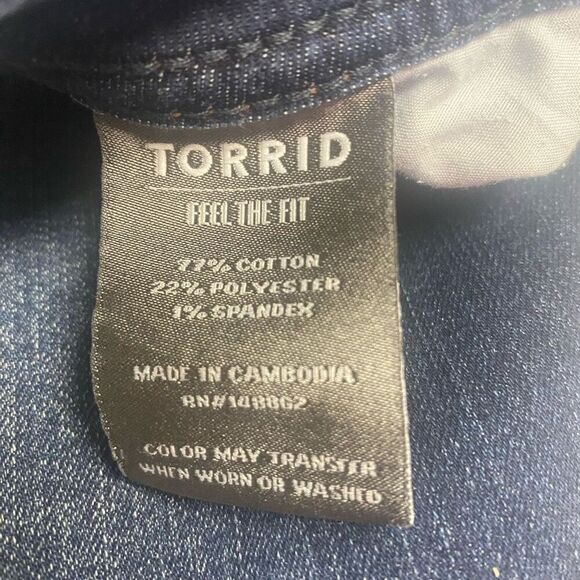 TORRID
FEEL THE FIT
77% COTTON
22% POLYESTER
1% SPANDEX
MADE IN CAMBODIA
RN#148862
COLOR MAY TRANSFER
WHEN WORN OR WASHED